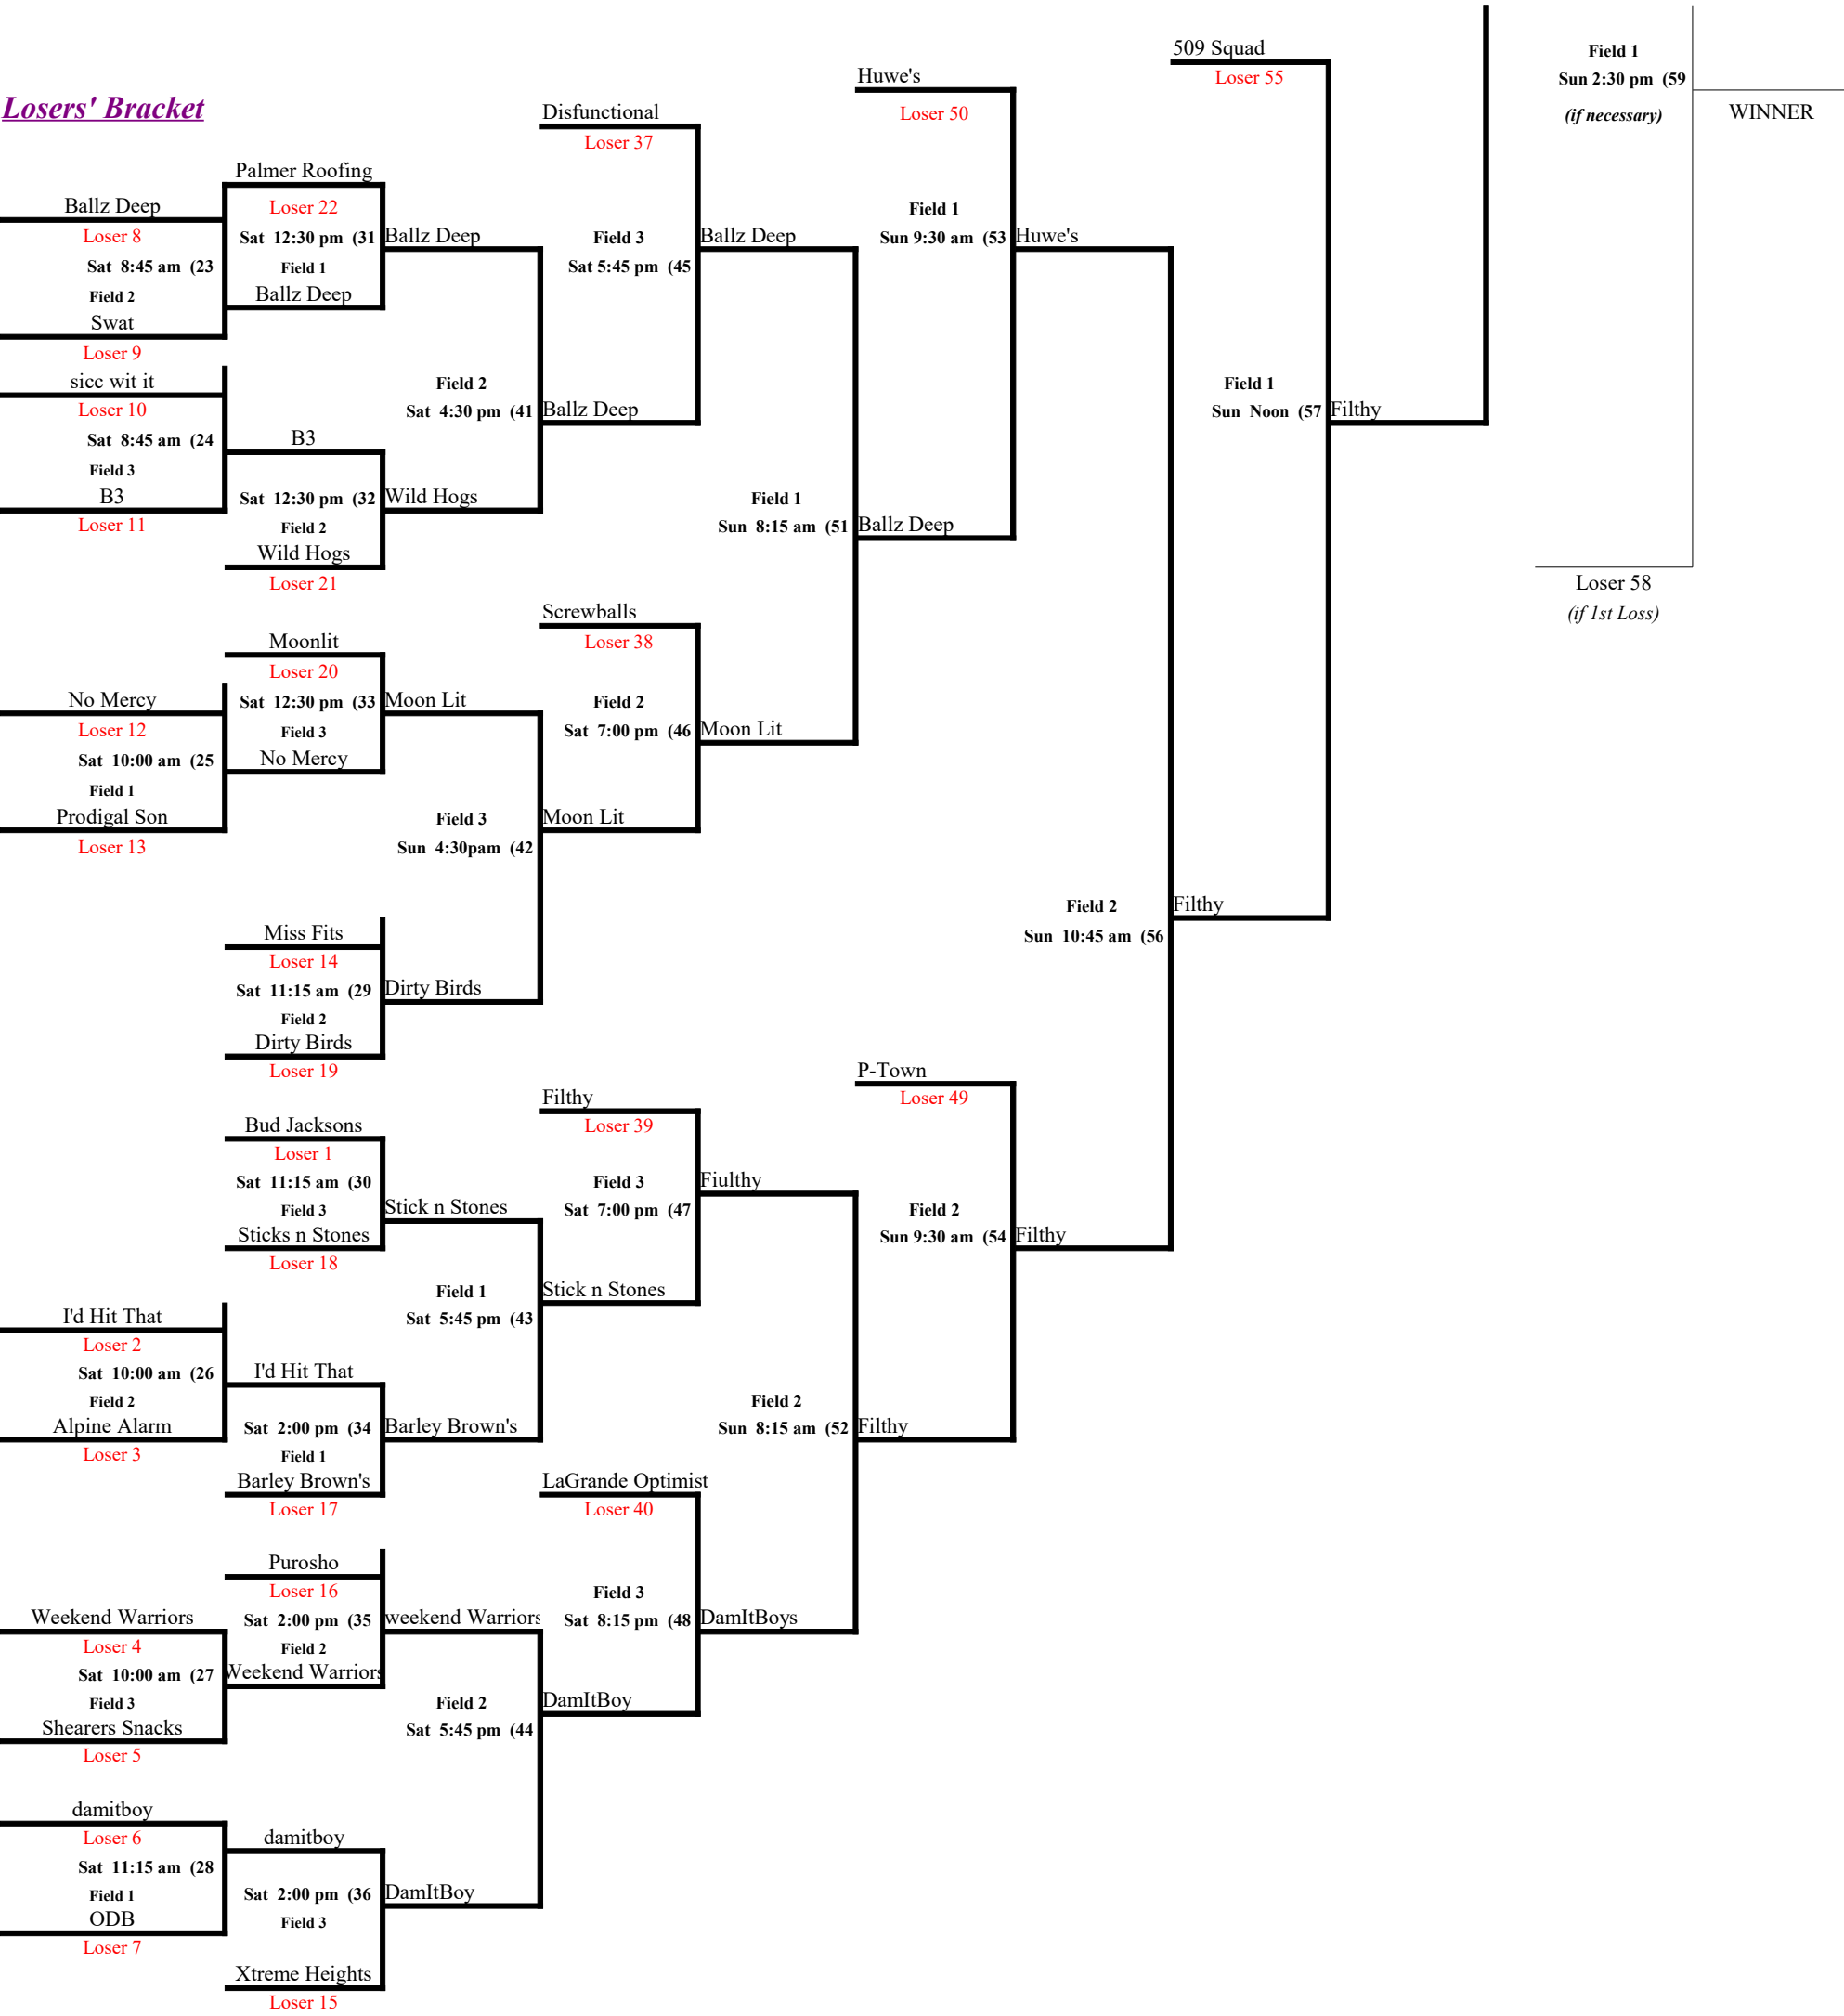 509 Squad
Field 1
Huwe's
Loser 55
Sun 2:30 pm (59
Losers' Bracket
Disfunctional
Loser 50
(if necessary)
WINNER
Loser 37
Palmer Roofing
Ballz Deep
Loser 22
Field 1
Loser 8
Sat 12:30 pm (31
Ballz Deep
Field 3
Ballz Deep
Sun 9:30 am (53
Huwe's
Sat 8:45 am (23
Field 1
Sat 5:45 pm (45
Field 2
Ballz Deep
Swat
Loser 9
sicc wit it
Field 2
Field 1
Loser 10
Sat 4:30 pm (41
Ballz Deep
Sun Noon (57
Filthy
Sat 8:45 am (24
B3
Field 3
B3
Sat 12:30 pm (32
Wild Hogs
Field 1
Loser 11
Field 2
Sun 8:15 am (51
Ballz Deep
Wild Hogs
Loser 21
Loser 58
Screwballs
(if 1st Loss)
Moonlit
Loser 38
Loser 20
No Mercy
Sat 12:30 pm (33
Moon Lit
Field 2
Loser 12
Field 3
Sat 7:00 pm (46
Moon Lit
Sat 10:00 am (25
No Mercy
Field 1
Prodigal Son
Field 3
Moon Lit
Loser 13
Sun 4:30pam (42
Field 2
Filthy
Miss Fits
Sun 10:45 am (56
Loser 14
Sat 11:15 am (29
Dirty Birds
Field 2
Dirty Birds
Loser 19
P-Town
Filthy
Loser 49
Bud Jacksons
Loser 39
Loser 1
Sat 11:15 am (30
Field 3
Fiulthy
Field 3
Stick n Stones
Sat 7:00 pm (47
Field 2
Sticks n Stones
Sun 9:30 am (54
Filthy
Loser 18
Field 1
Stick n Stones
I'd Hit That
Sat 5:45 pm (43
Loser 2
Sat 10:00 am (26
I'd Hit That
Field 2
Field 2
Alpine Alarm
Sat 2:00 pm (34
Barley Brown's
Sun 8:15 am (52
Filthy
Loser 3
Field 1
Barley Brown's
LaGrande Optimist
Loser 17
Loser 40
Purosho
Loser 16
Field 3
Weekend Warriors
Sat 2:00 pm (35
weekend Warriors
Sat 8:15 pm (48
DamItBoys
Loser 4
Field 2
Sat 10:00 am (27
Weekend Warriors
Field 3
Field 2
DamItBoy
Shearers Snacks
Sat 5:45 pm (44
Loser 5
damitboy
Loser 6
damitboy
Sat 11:15 am (28
Field 1
Sat 2:00 pm (36
DamItBoy
ODB
Field 3
Loser 7
Xtreme Heights
Loser 15